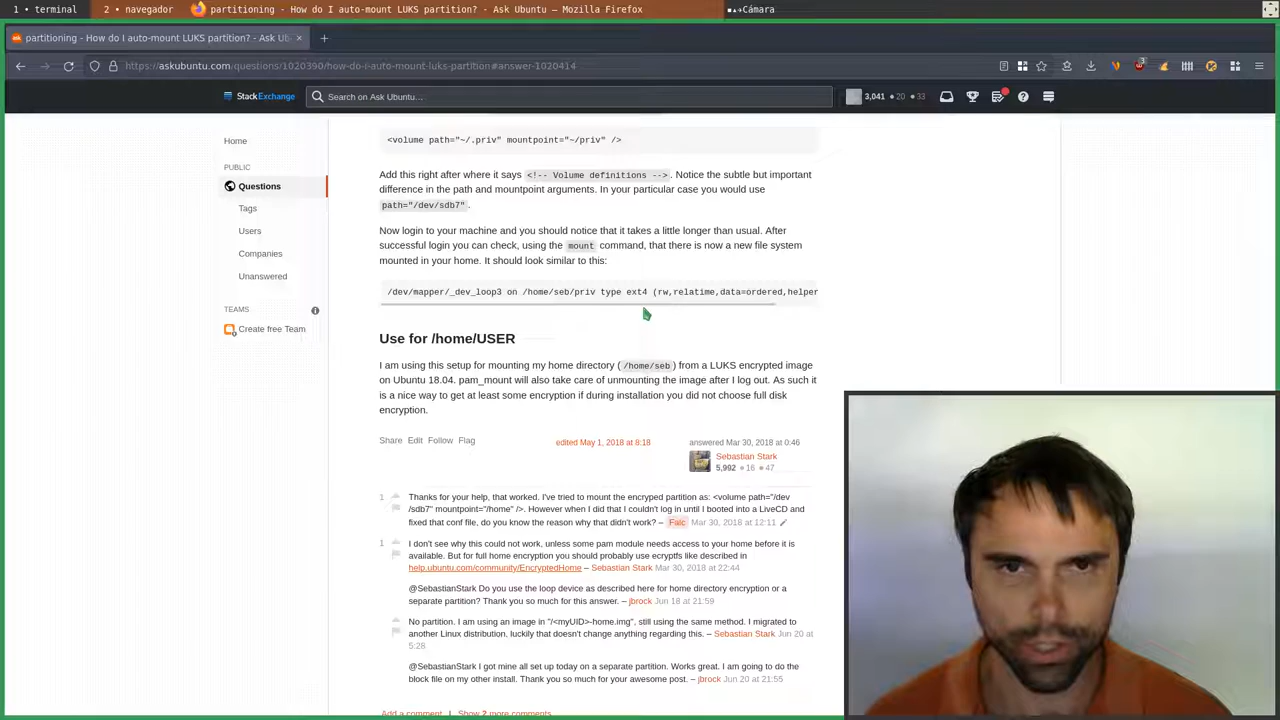 1 • terminal
2 • navegador
partitioning - How do I auto-mount LUKS partition? - Ask Ubuntu — Mozilla Firefox
Cámara
partitioning - How do I auto-mount LUKS partition? - Ask Ub
https://askubuntu.com/questions/1020390/how-do-i-auto-mount-luks-partition#answer-1020414
3
StackExchange
Search on Ask Ubuntu…
3,041 • 20 • 33
Home
PUBLIC
Questions
Tags
Users
Companies
Unanswered
TEAMS
Create free Team
<volume path="~/.priv" mountpoint="~/priv" />
Add this right after where it says <!-- Volume definitions -->. Notice the subtle but important
difference in the path and mountpoint arguments. In your particular case you would use
path="/dev/sdb7".
Now login to your machine and you should notice that it takes a little longer than usual. After
successful login you can check, using the mount command, that there is now a new file system
mounted in your home. It should look similar to this:
/dev/mapper/_dev_loop3 on /home/seb/priv type ext4 (rw,relatime,data=ordered,helper
Use for /home/USER
I am using this setup for mounting my home directory (/home/seb) from a LUKS encrypted image
on Ubuntu 18.04. pam_mount will also take care of unmounting the image after I log out. As such it
is a nice way to get at least some encryption if during installation you did not choose full disk
encryption.
Share Edit Follow Flag
edited May 1, 2018 at 8:18
answered Mar 30, 2018 at 0:46
Sebastian Stark
5,992 • 16 • 47
1 Thanks for your help, that worked. I've tried to mount the encryped partition as: <volume path="/dev
/sdb7" mountpoint="/home" />. However when I did that I couldn't log in until I booted into a LiveCD and
fixed that conf file, do you know the reason why that didn't work? – Falc Mar 30, 2018 at 12:11
1 I don't see why this could not work, unless some pam module needs access to your home before it is
available. But for full home encryption you should probably use ecryptfs like described in
help.ubuntu.com/community/EncryptedHome – Sebastian Stark Mar 30, 2018 at 22:44
@SebastianStark Do you use the loop device as described here for home directory encryption or a
separate partition? Thank you so much for this answer. – jbrock Jun 18 at 21:59
No partition. I am using an image in "/<myUID>-home.img", still using the same method. I migrated to
another Linux distribution. luckily that doesn't change anything regarding this. – Sebastian Stark Jun 20 at
5:28
@SebastianStark I got mine all set up today on a separate partition. Works great. I am going to do the
block file on my other install. Thank you so much for your awesome post. – jbrock Jun 20 at 21:55
Add a comment | Show 2 more comments